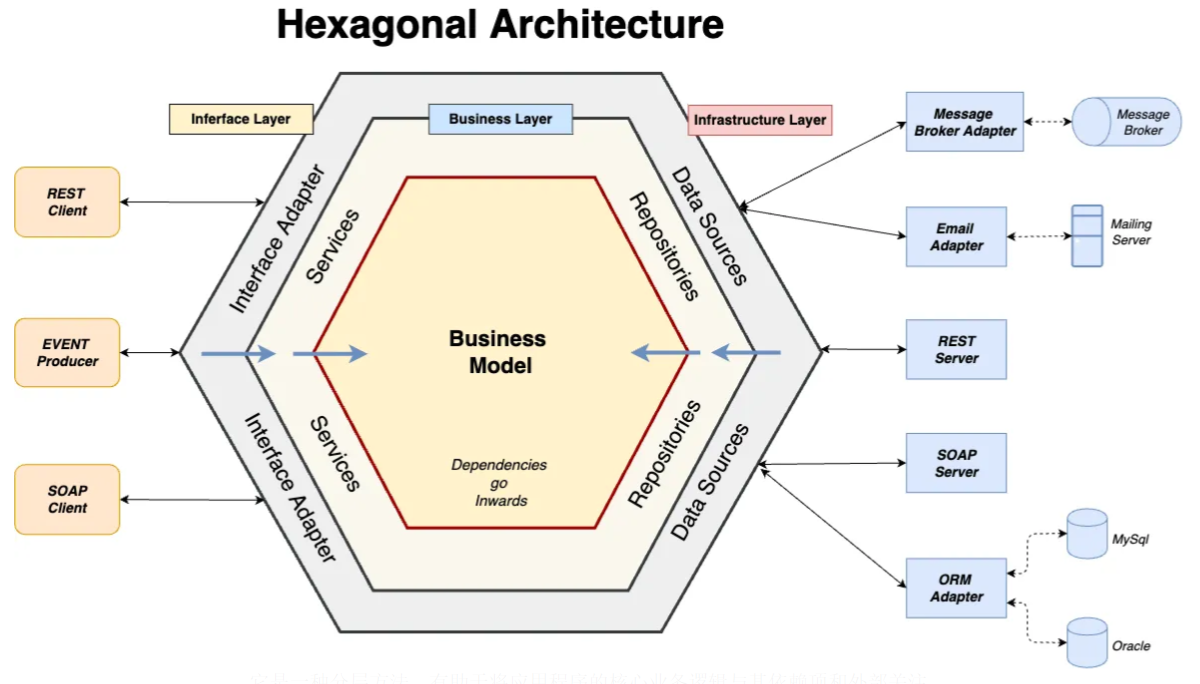 Hexagonal Architecture
Inferface Layer
Business Layer
Infrastructure Layer
REST
Client
EVENT
Producer
SOAP
Client
Interface Adapter
Services
Interface Adapter
Services
Business
Model
Dependencies
go
Inwards
Repositories
Data Sources
Repositories
Data Sources
Message
Broker Adapter
Message
Broker
Email
Adapter
Mailing
Server
REST
Server
SOAP
Server
ORM
Adapter
MySql
Oracle